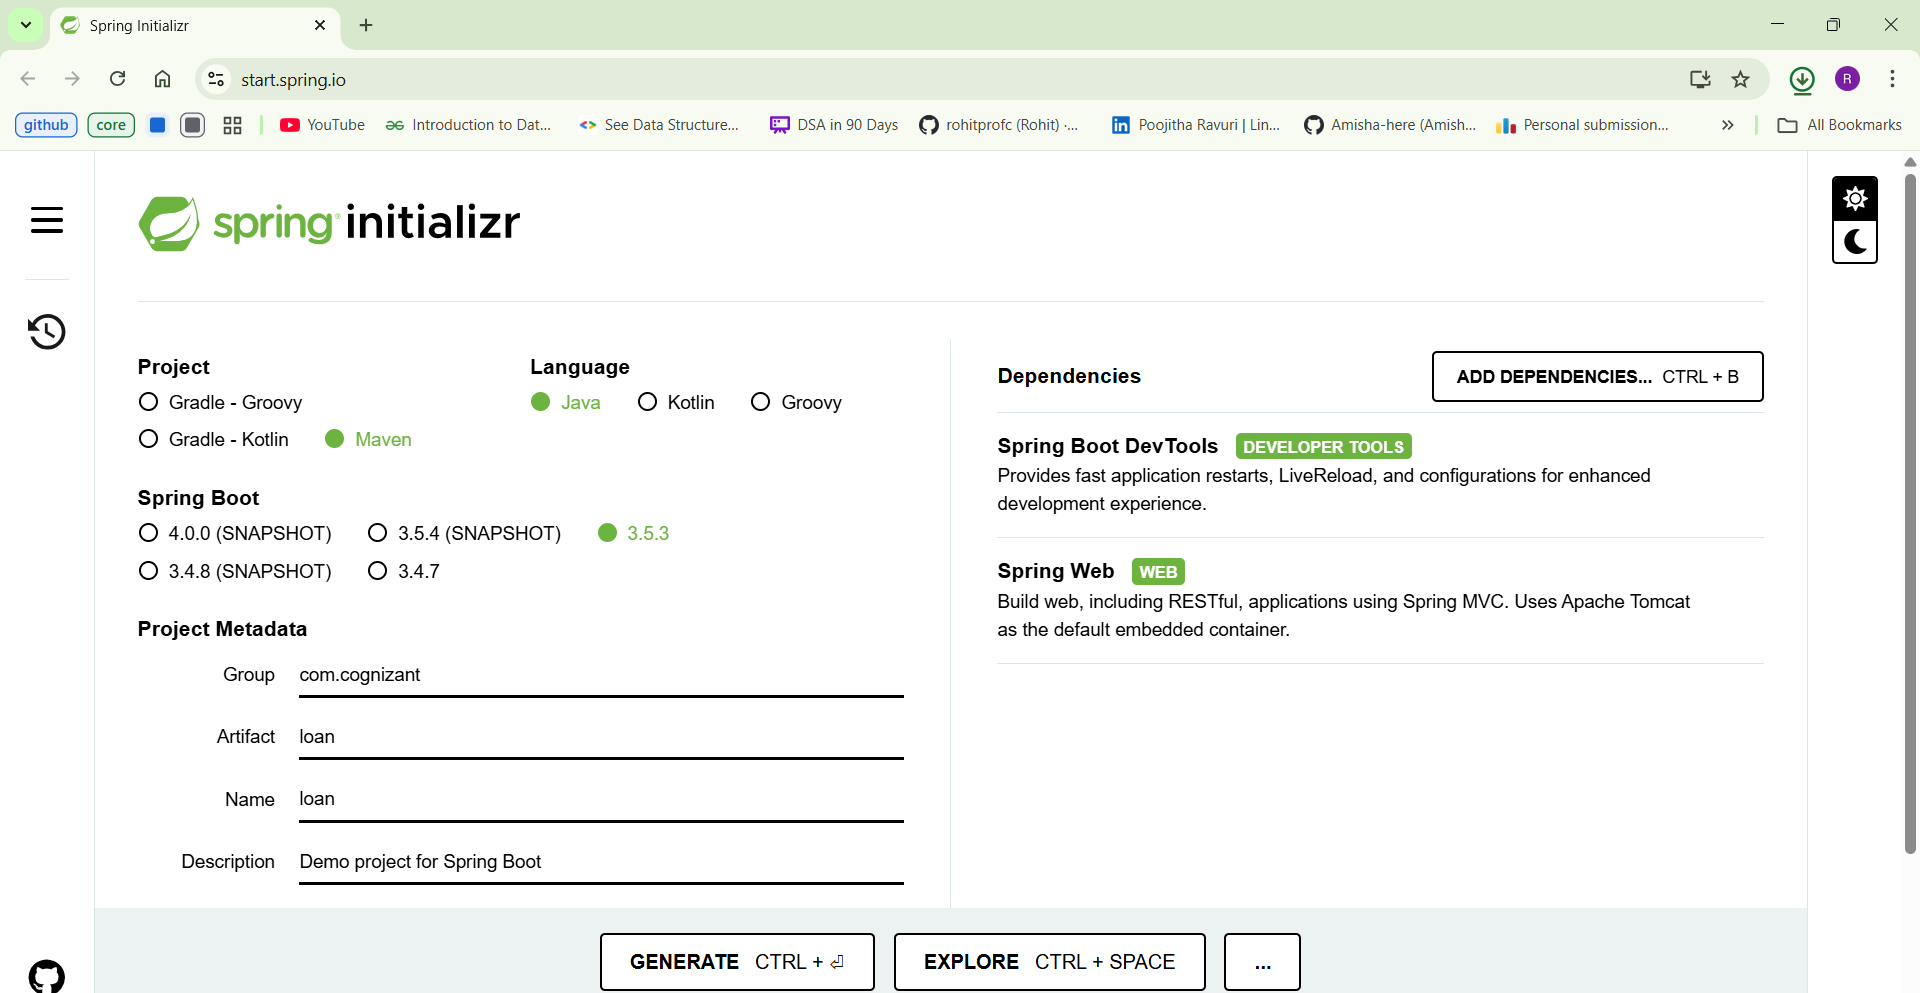 Spring Initializr
start.spring.io
R
github core YouTube Introduction to Dat... See Data Structure... DSA in 90 Days rohitprofc (Rohit) ·... Poojitha Ravuri | Lin... Amisha-here (Amish... Personal submission... » All Bookmarks
spring initializr
Project
Gradle - Groovy
Gradle - Kotlin Maven
Language
Java Kotlin Groovy
Spring Boot
4.0.0 (SNAPSHOT) 3.5.4 (SNAPSHOT) 3.5.3
3.4.8 (SNAPSHOT) 3.4.7
Project Metadata
Group com.cognizant
Artifact loan
Name loan
Description Demo project for Spring Boot
Dependencies
ADD DEPENDENCIES... CTRL + B
Spring Boot DevTools DEVELOPER TOOLS
Provides fast application restarts, LiveReload, and configurations for enhanced
development experience.
Spring Web WEB
Build web, including RESTful, applications using Spring MVC. Uses Apache Tomcat
as the default embedded container.
GENERATE CTRL + ⏎ EXPLORE CTRL + SPACE ...